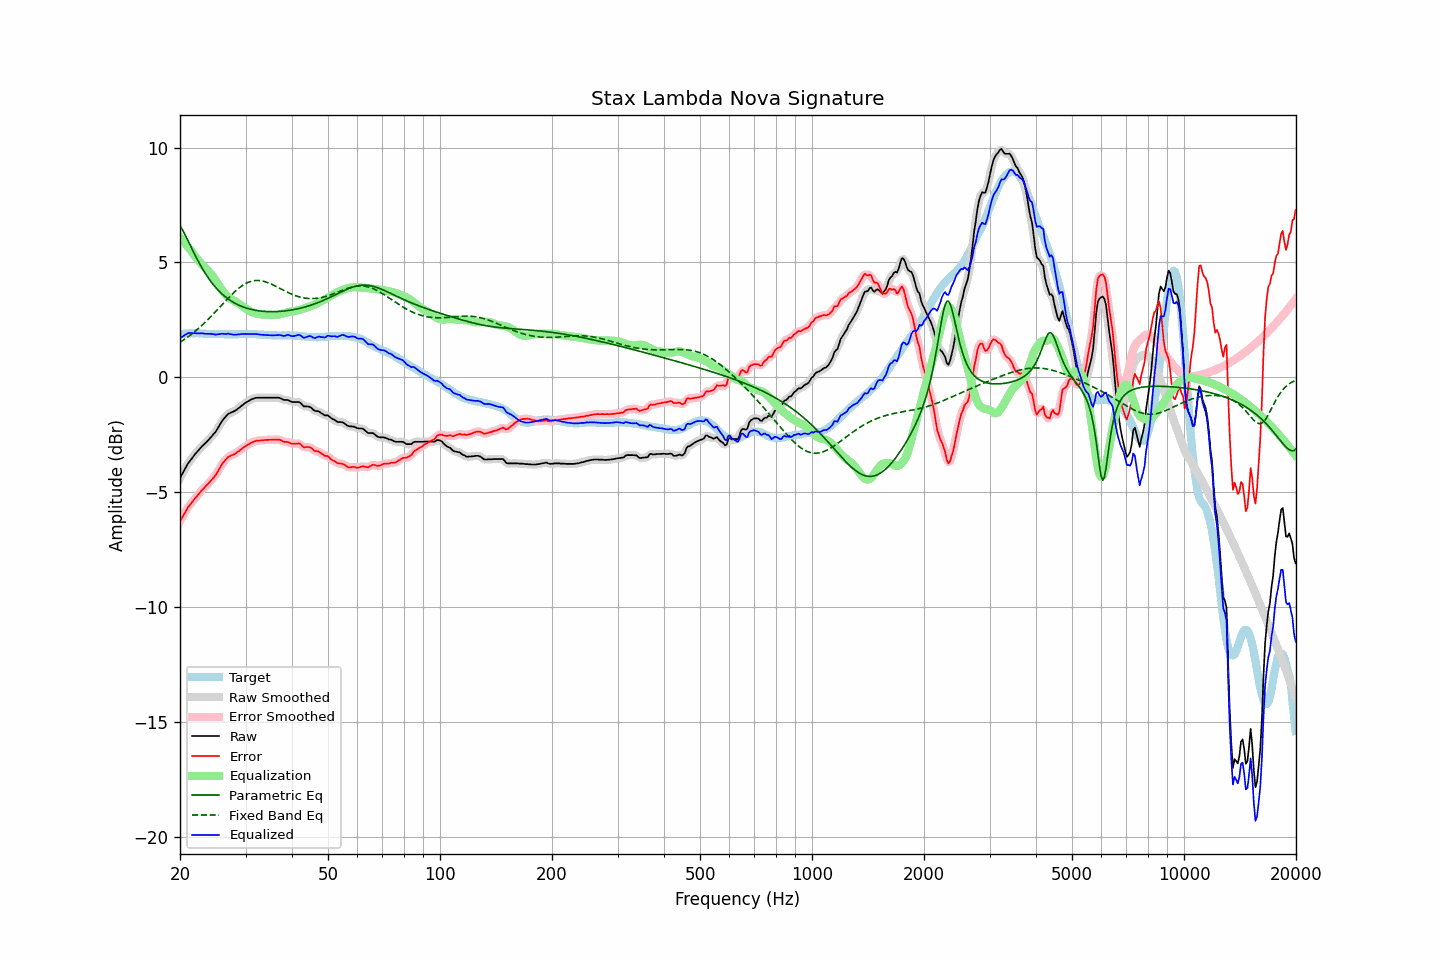 Stax Lambda Nova Signature
10
5
0
−5
−10
−15
−20
Amplitude (dBr)
Target
Raw Smoothed
Error Smoothed
Raw
Error
Equalization
Parametric Eq
Fixed Band Eq
Equalized
20 50 100 200 500 1000 2000 5000 10000 20000
Frequency (Hz)